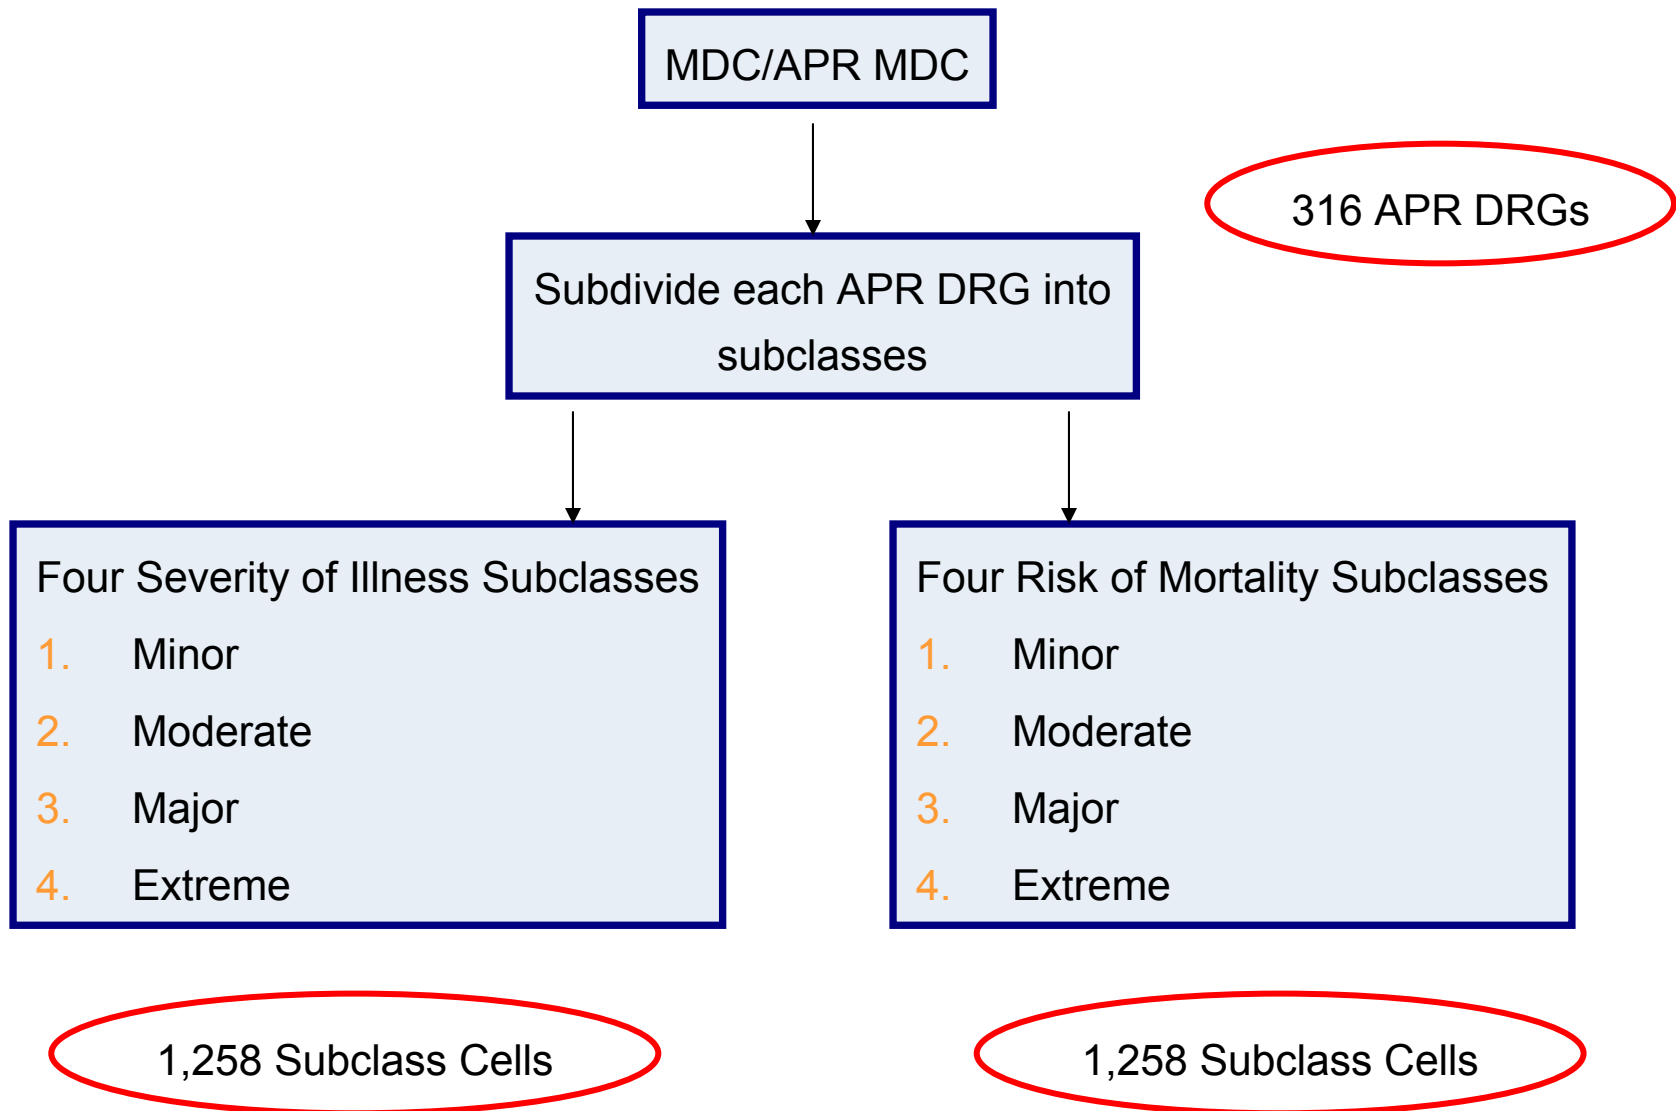 MDC/APR MDC
316 APR DRGs
Subdivide each APR DRG into
subclasses
Four Severity of Illness Subclasses
1. Minor
2. Moderate
3. Major
4. Extreme
Four Risk of Mortality Subclasses
1. Minor
2. Moderate
3. Major
4. Extreme
1,258 Subclass Cells
1,258 Subclass Cells